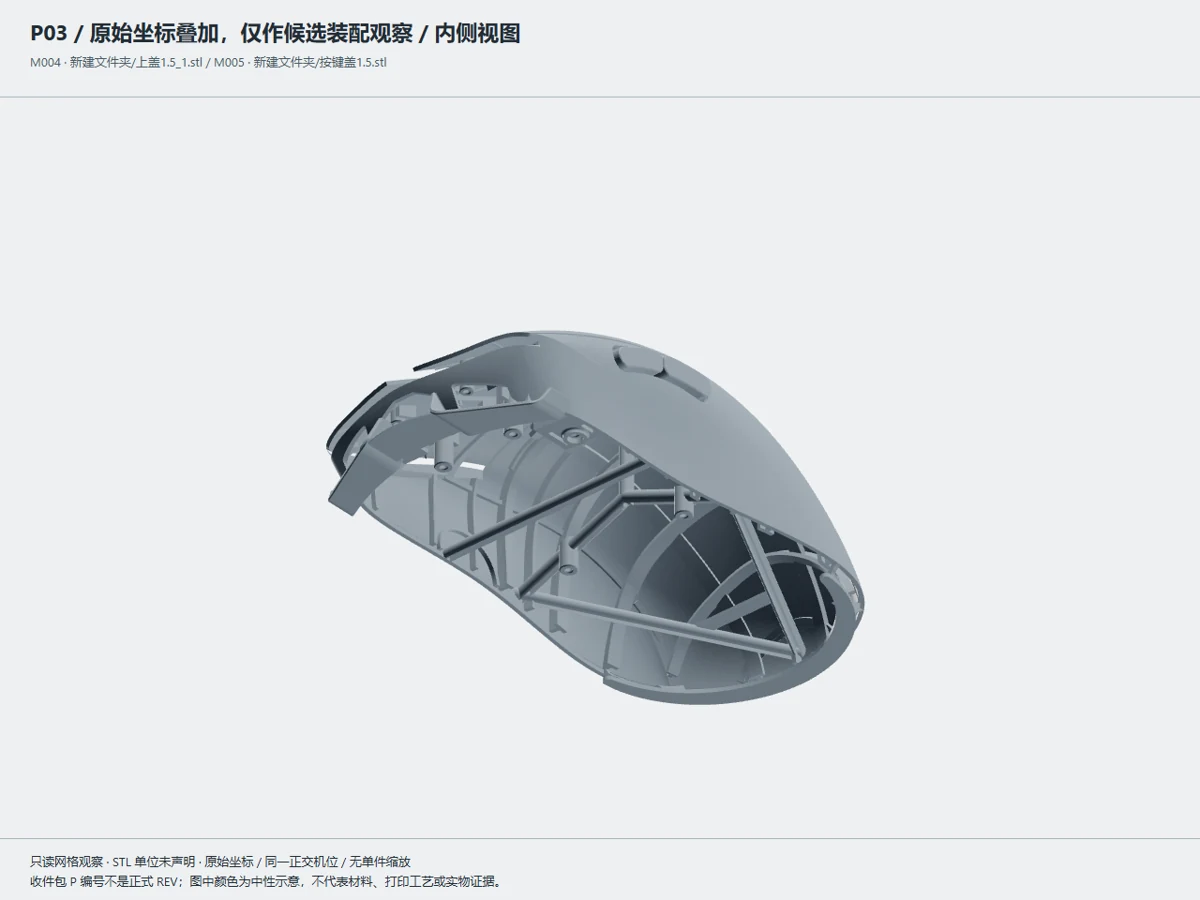 P03 / 原始坐标叠加，仅作候选装配观察 / 内侧视图
M004 · 新建文件夹/上盖1.5_1.stl / M005 · 新建文件夹/按键盖1.5.stl
只读网格观察 · STL 单位未声明 · 原始坐标 / 同一正交机位 / 无单件缩放
收件包 P 编号不是正式 REV；图中颜色为中性示意，不代表材料、打印工艺或实物证据。